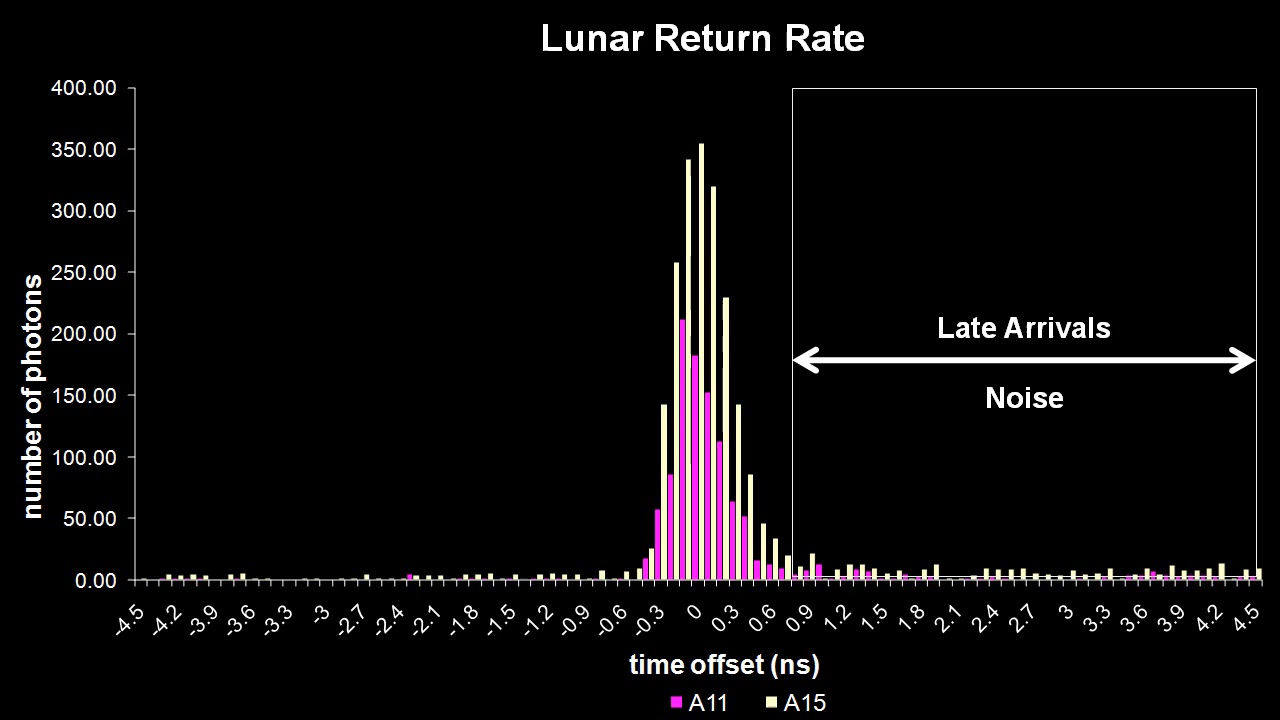 Lunar Return Rate
400.00
350.00
300.00
250.00
200.00
150.00
100.00
50.00
0.00
number of photons
Late Arrivals
Noise
-4.5 -4.2 -3.9 -3.6 -3.3 -3 -2.7 -2.4 -2.1 -1.8 -1.5 -1.2 -0.9 -0.6 -0.3 0 0.3 0.6 0.9 1.2 1.5 1.8 2.1 2.4 2.7 3 3.3 3.6 3.9 4.2 4.5
time offset (ns)
A11 A15